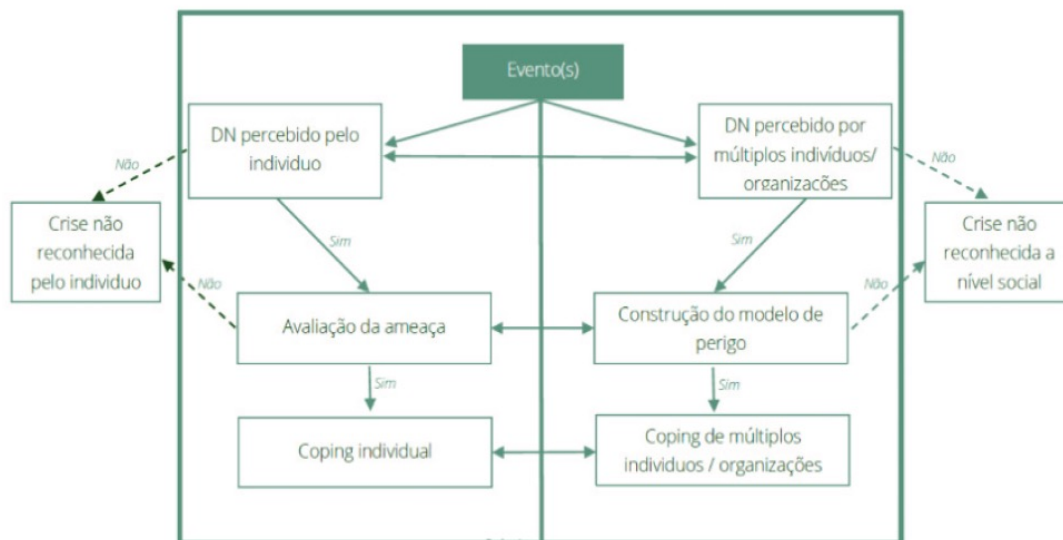 Evento(s)
DN percebido pelo
individuo
DN percebido por
múltiplos indivíduos/
organizações
Não
Não
Crise não
reconhecida
pelo individuo
Sim
Sim
Crise não
reconhecida a
nível social
Não
Não
Avaliação da ameaça
Construção do modelo de
perigo
Sim
Sim
Coping individual
Coping de múltiplos
individuos / organizações